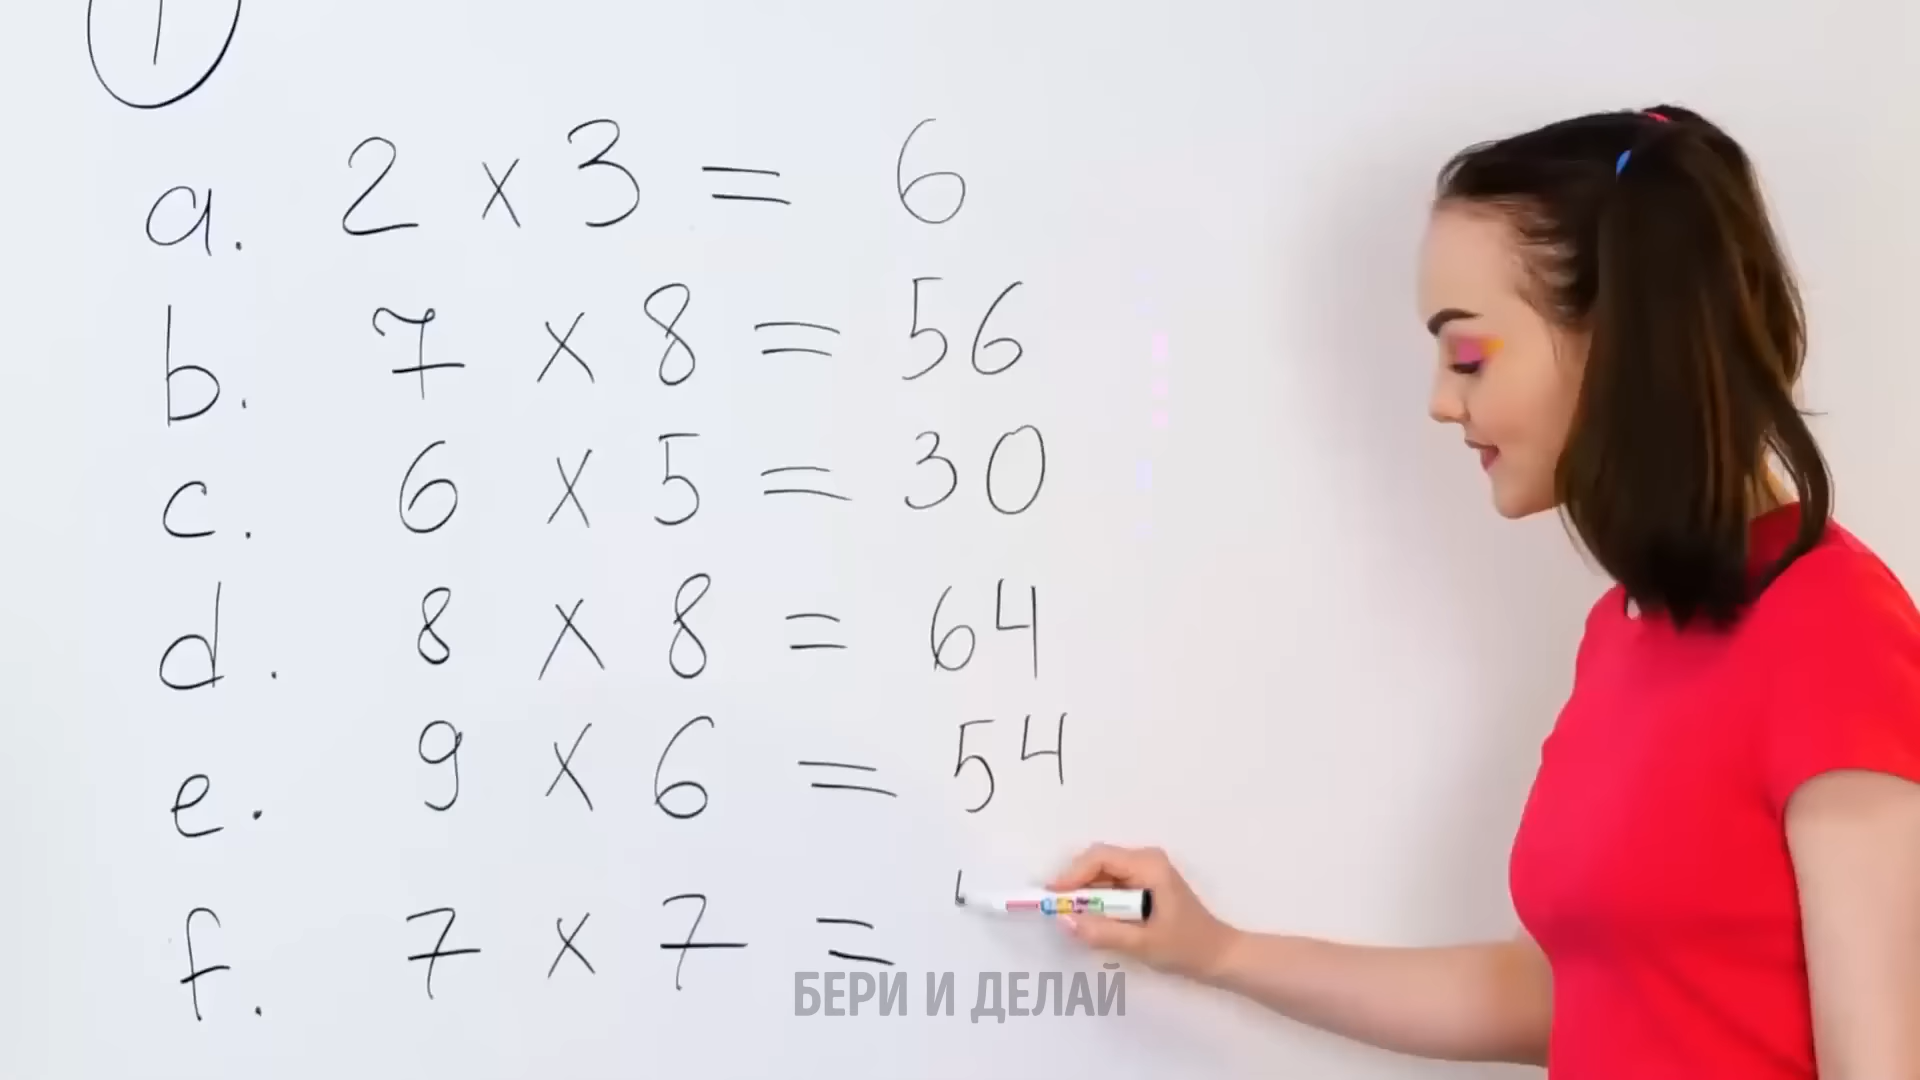 1
a. 2 x 3 = 6
b. 7 x 8 = 56
c. 6 x 5 = 30
d. 8 x 8 = 64
e. 9 x 6 = 54
f. 7 x 7 =
БЕРИ И ДЕЛАЙ